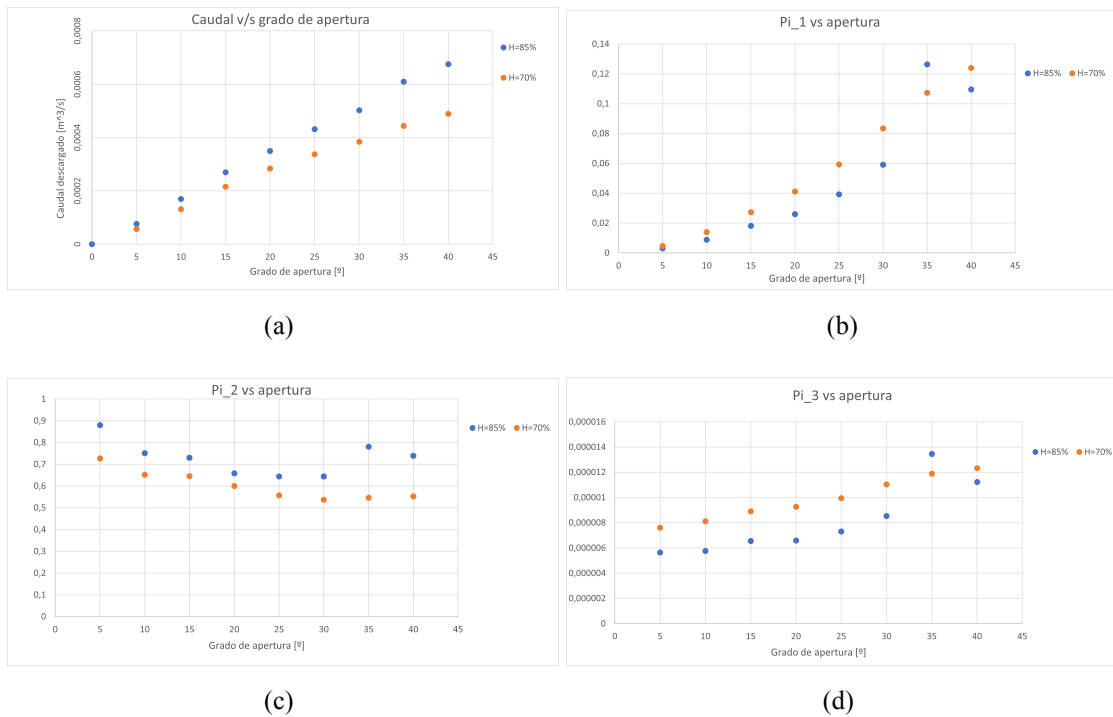 Caudal v/s grado de apertura
0,0008
0,0006
0,0004
0,0002
0
Caudal descargado [m^3/s]
0 5 10 15 20 25 30 35 40 45
Grado de apertura [º]
H=85%
H=70%
(a)
Pi_1 vs apertura
0,14
0,12
0,1
0,08
0,06
0,04
0,02
0
0 5 10 15 20 25 30 35 40 45
Grado de apertura [º]
H=85% H=70%
(b)
Pi_2 vs apertura
1
0,9
0,8
0,7
0,6
0,5
0,4
0,3
0,2
0,1
0
0 5 10 15 20 25 30 35 40 45
Grado de apertura [º]
H=85% H=70%
(c)
Pi_3 vs apertura
0,000016
0,000014
0,000012
0,00001
0,000008
0,000006
0,000004
0,000002
0
0 5 10 15 20 25 30 35 40 45
Grado de apertura [º]
H=85% H=70%
(d)